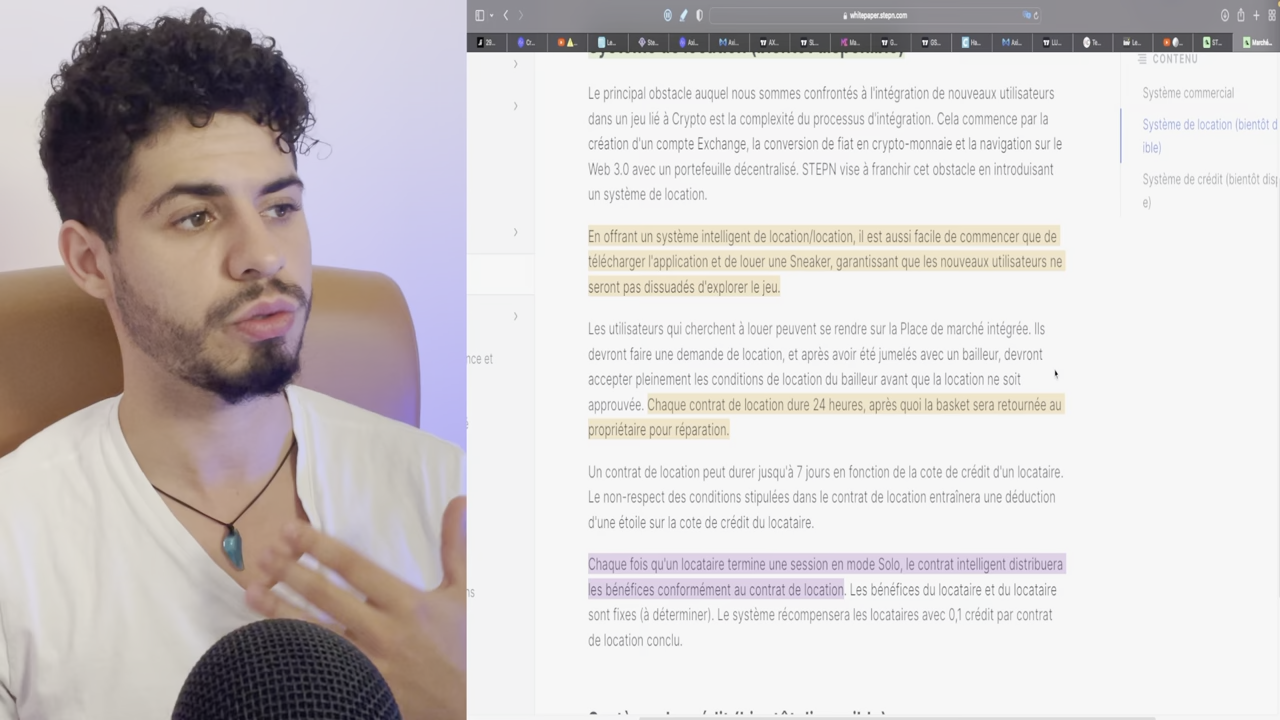 whitepaper.stepn.com
Le principal obstacle auquel nous sommes confrontés à l'intégration de nouveaux utilisateurs
dans un jeu lié à Crypto est la complexité du processus d'intégration. Cela commence par la
création d'un compte Exchange, la conversion de fiat en crypto-monnaie et la navigation sur le
Web 3.0 avec un portefeuille décentralisé. STEPN vise à franchir cet obstacle en introduisant
un système de location.
En offrant un système intelligent de location/location, il est aussi facile de commencer que de
télécharger l'application et de louer une Sneaker, garantissant que les nouveaux utilisateurs ne
seront pas dissuadés d'explorer le jeu.
Les utilisateurs qui cherchent à louer peuvent se rendre sur la Place de marché intégrée. Ils
devront faire une demande de location, et après avoir été jumelés avec un bailleur, devront
accepter pleinement les conditions de location du bailleur avant que la location ne soit
approuvée. Chaque contrat de location dure 24 heures, après quoi la basket sera retournée au
propriétaire pour réparation.
Un contrat de location peut durer jusqu'à 7 jours en fonction de la cote de crédit d'un locataire.
Le non-respect des conditions stipulées dans le contrat de location entraînera une déduction
d'une étoile sur la cote de crédit du locataire.
Chaque fois qu'un locataire termine une session en mode Solo, le contrat intelligent distribuera
les bénéfices conformément au contrat de location. Les bénéfices du locataire et du locataire
sont fixes (à déterminer). Le système récompensera les locataires avec 0,1 crédit par contrat
de location conclu.
CONTENU
Système commercial
Système de location (bientôt d
ible)
Système de crédit (bientôt disp
e)
nce et
ns